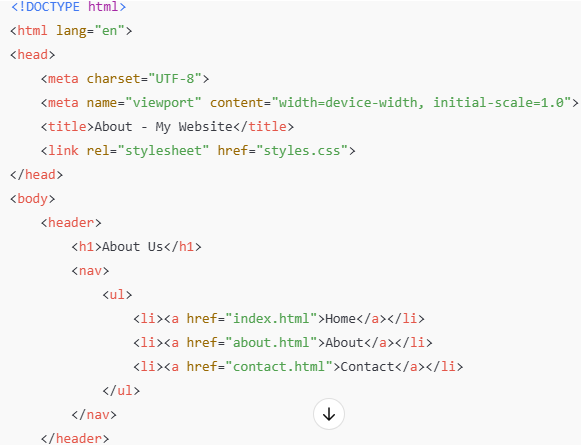 <!DOCTYPE html>
<html lang="en">
<head>
    <meta charset="UTF-8">
    <meta name="viewport" content="width=device-width, initial-scale=1.0">
    <title>About - My Website</title>
    <link rel="stylesheet" href="styles.css">
</head>
<body>
    <header>
        <h1>About Us</h1>
        <nav>
            <ul>
                <li><a href="index.html">Home</a></li>
                <li><a href="about.html">About</a></li>
                <li><a href="contact.html">Contact</a></li>
            </ul>
        </nav>
    </header>